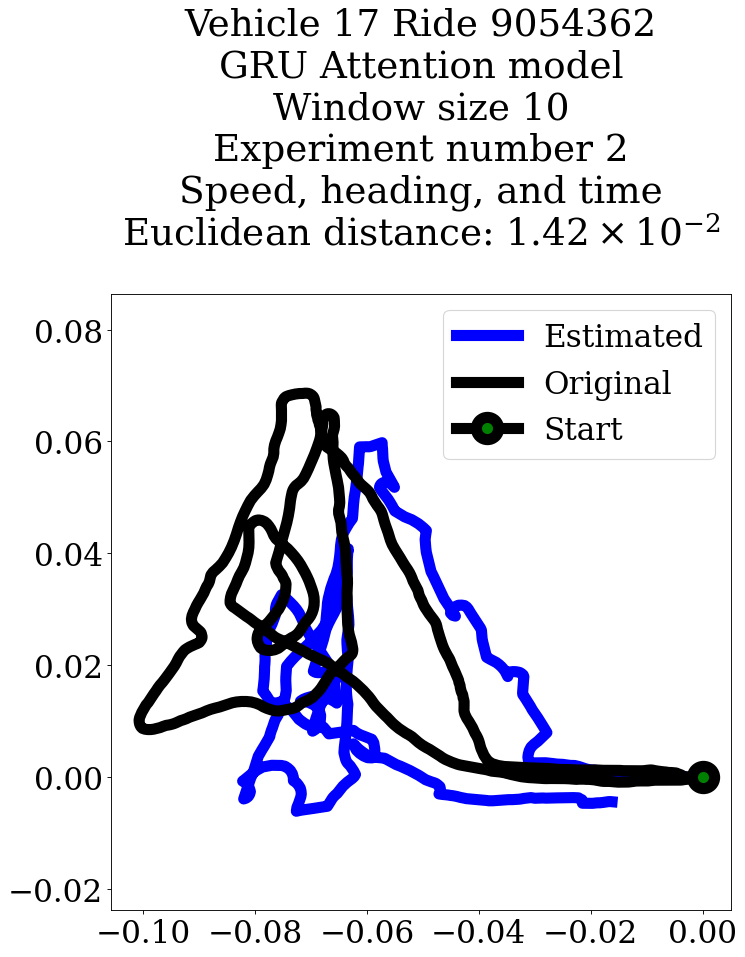 Vehicle 17 Ride 9054362
GRU Attention model
Window size 10
Experiment number 2
Speed, heading, and time
Euclidean distance: 1.42 × 10⁻²
Estimated
Original
Start
0.08
0.06
0.04
0.02
0.00
−0.02
−0.10 −0.08 −0.06 −0.04 −0.02 0.00